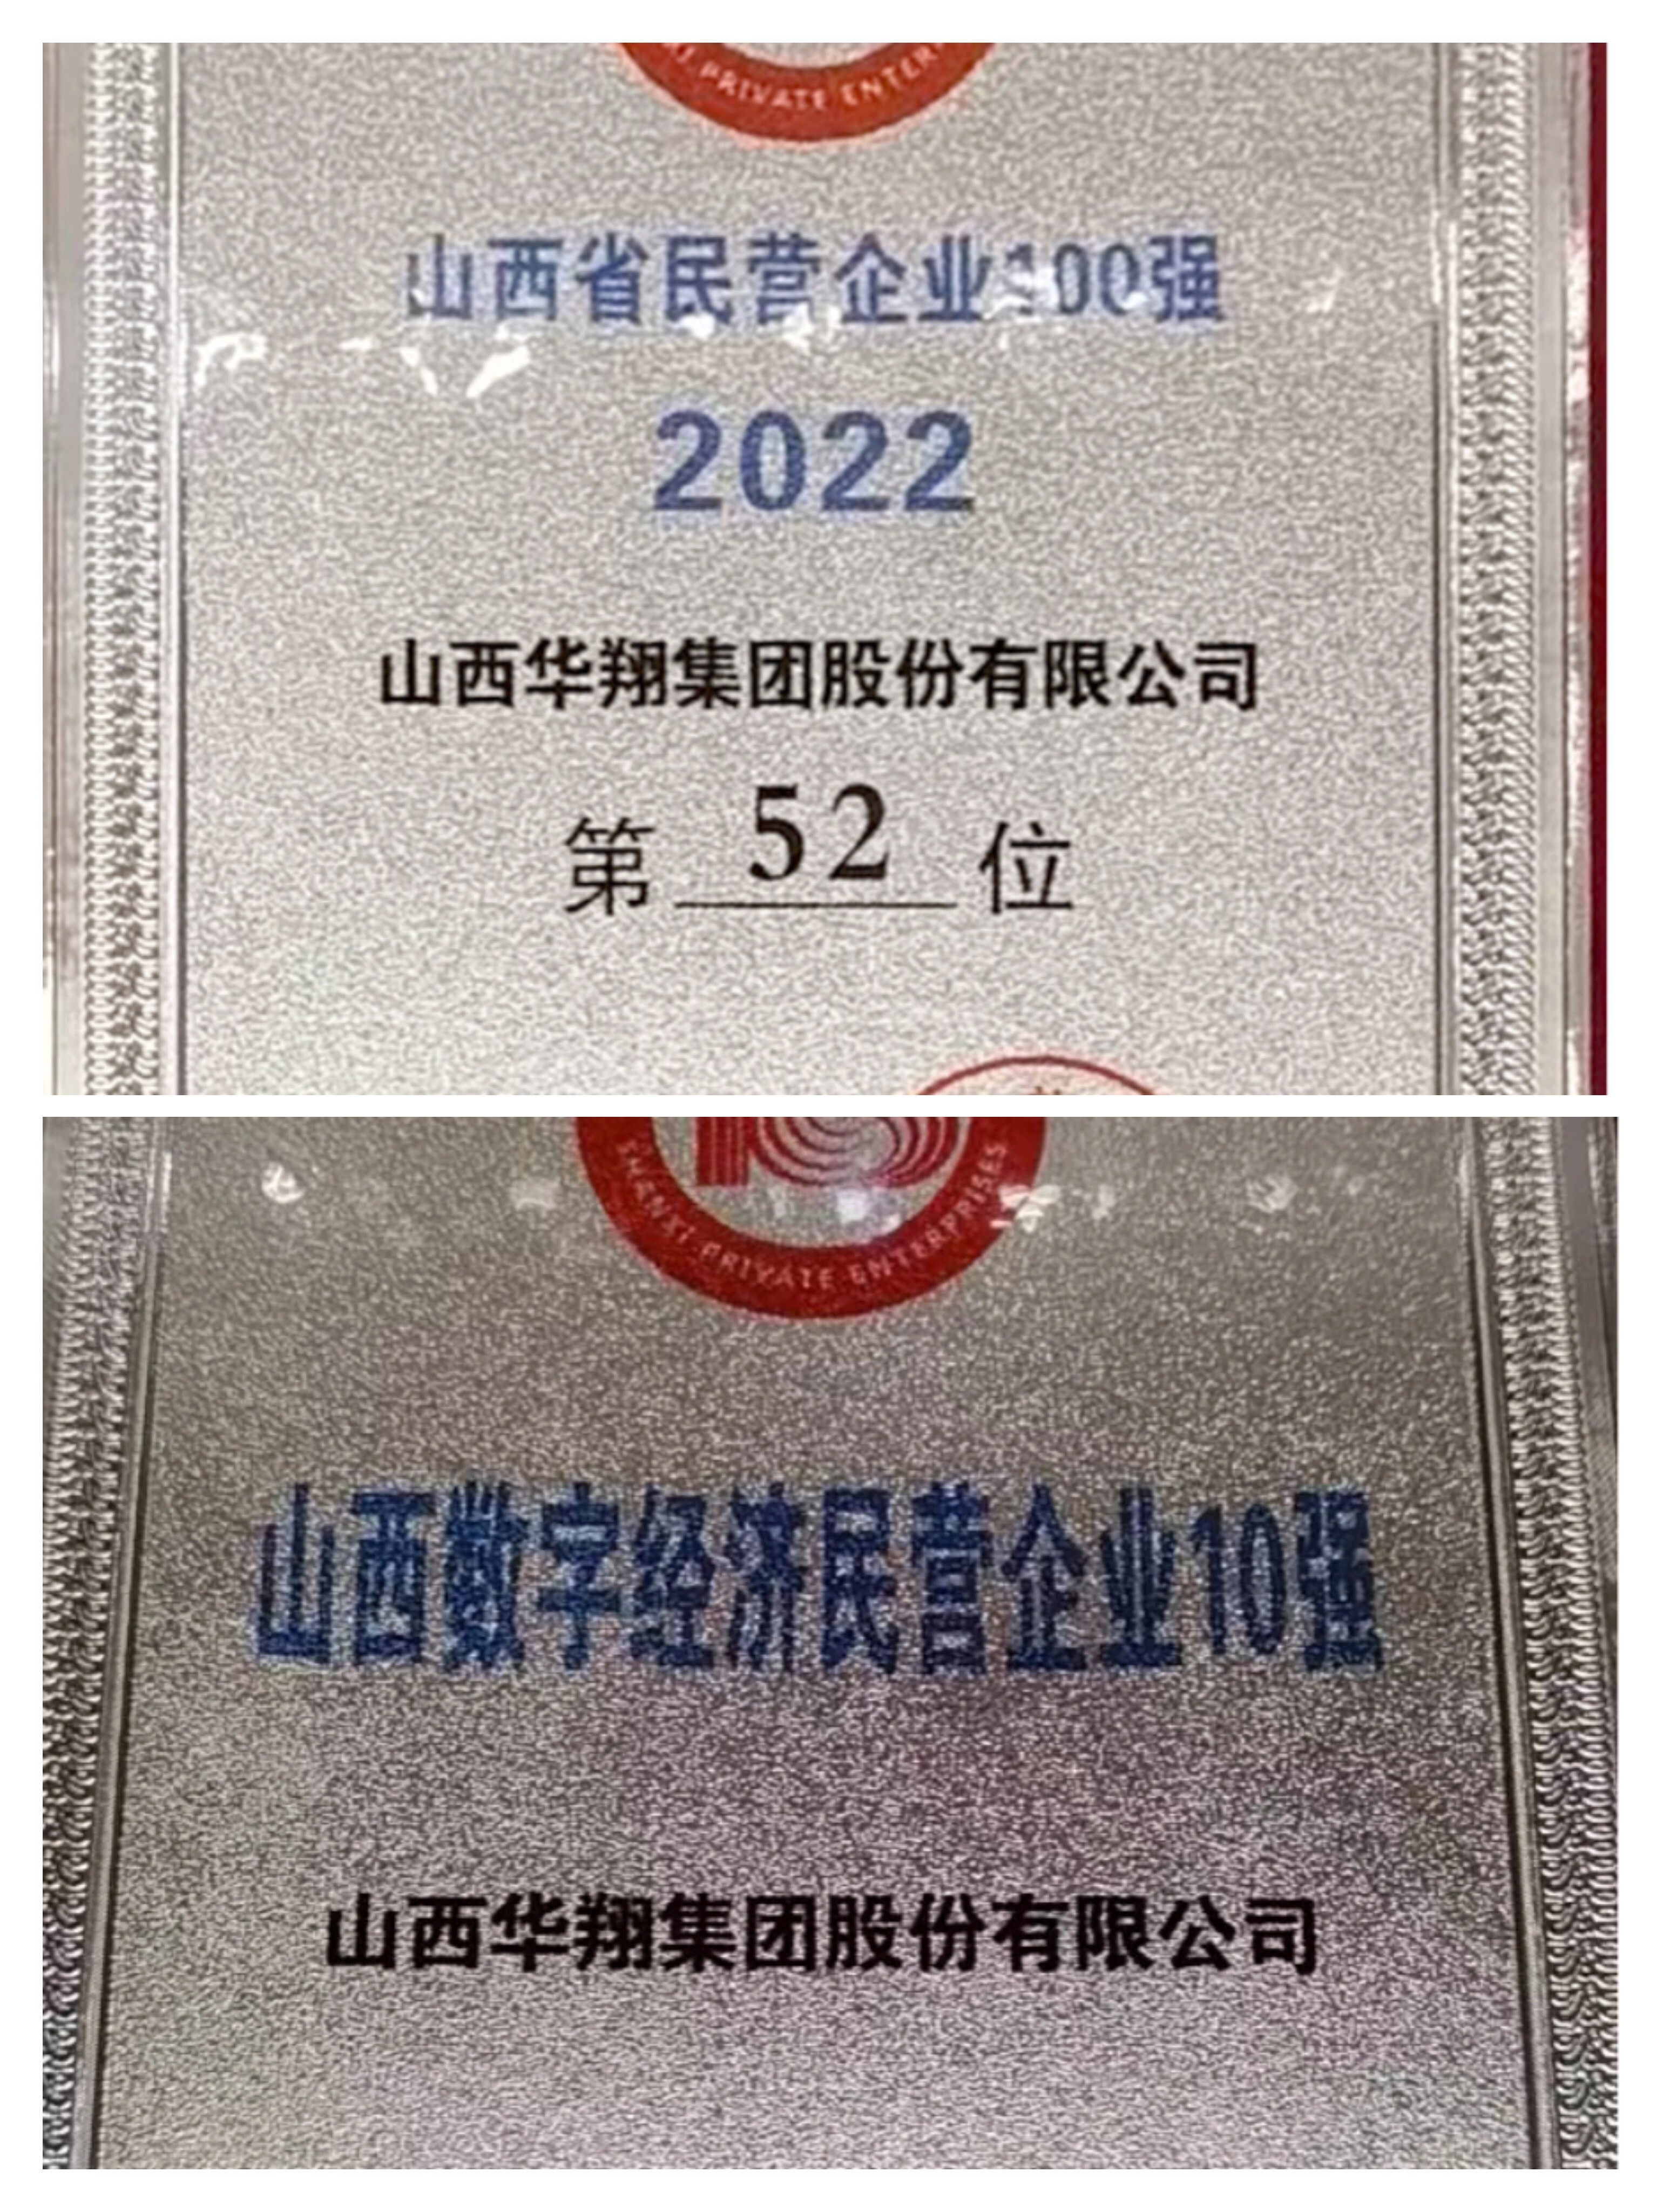 PRIVATE ENTER
山西省民营企业100强
2022
山西华翔集团股份有限公司
第 52 位
SHANXI PRIVATE ENTERPRISES
山西数字经济民营企业10强
山西华翔集团股份有限公司